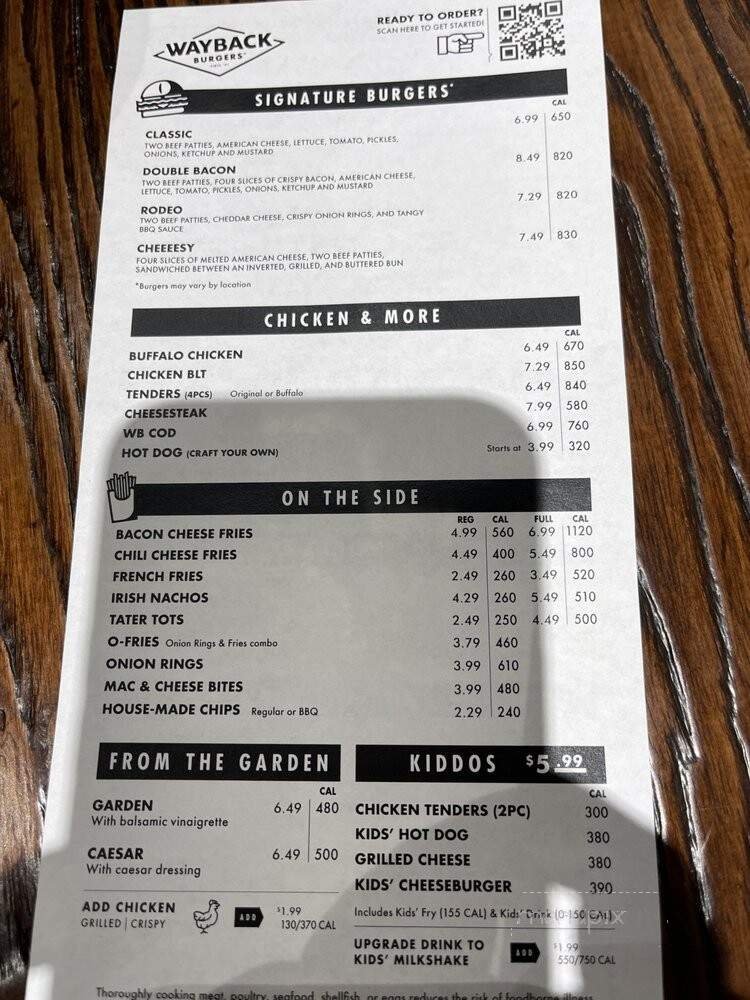 WAYBACK
BURGERS
READY TO ORDER?
SCAN HERE TO GET STARTED!
SIGNATURE BURGERS*
CAL
CLASSIC 6.99 650
TWO BEEF PATTIES, AMERICAN CHEESE, LETTUCE, TOMATO, PICKLES,
ONIONS, KETCHUP AND MUSTARD
DOUBLE BACON 8.49 820
TWO BEEF PATTIES, FOUR SLICES OF CRISPY BACON, AMERICAN CHEESE,
LETTUCE, TOMATO, PICKLES, ONIONS, KETCHUP AND MUSTARD
RODEO 7.29 820
TWO BEEF PATTIES, CHEDDAR CHEESE, CRISPY ONION RINGS, AND TANGY
BBQ SAUCE
CHEEEESY 7.49 830
FOUR SLICES OF MELTED AMERICAN CHEESE, TWO BEEF PATTIES,
SANDWICHED BETWEEN AN INVERTED, GRILLED, AND BUTTERED BUN
*Burgers may vary by location
CHICKEN & MORE
CAL
BUFFALO CHICKEN 6.49 670
CHICKEN BLT 7.29 850
TENDERS (4PCS) Original or Buffalo 6.49 840
CHEESESTEAK 7.99 580
WB COD 6.99 760
HOT DOG (CRAFT YOUR OWN) Starts at 3.99 320
ON THE SIDE
REG CAL FULL CAL
BACON CHEESE FRIES 4.99 560 6.99 1120
CHILI CHEESE FRIES 4.49 400 5.49 800
FRENCH FRIES 2.49 260 3.49 520
IRISH NACHOS 4.29 260 5.49 510
TATER TOTS 2.49 250 4.49 500
O-FRIES Onion Rings & Fries combo 3.79 460
ONION RINGS 3.99 610
MAC & CHEESE BITES 3.99 480
HOUSE-MADE CHIPS Regular or BBQ 2.29 240
FROM THE GARDEN
CAL
GARDEN 6.49 480
With balsamic vinaigrette
CAESAR 6.49 500
With caesar dressing
ADD CHICKEN
GRILLED | CRISPY
ADD
$1.99
130/370 CAL
KIDDOS $5.99
CAL
CHICKEN TENDERS (2PC) 300
KIDS' HOT DOG 380
GRILLED CHEESE 380
KIDS' CHEESEBURGER 390
Includes Kids' Fry (155 CAL) & Kids' Drink (0-150 CAL)
UPGRADE DRINK TO
KIDS' MILKSHAKE
ADD
$1.99
550/750 CAL
Thoroughly cooking meat, poultry, seafood, shellfish, or eggs reduces the risk of foodborne illness